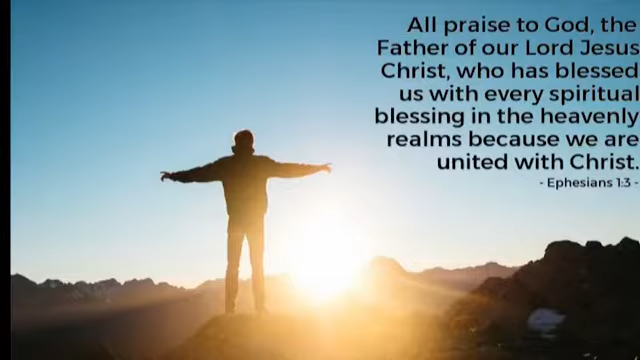 All praise to God, the
Father of our Lord Jesus
Christ, who has blessed
us with every spiritual
blessing in the heavenly
realms because we are
united with Christ.
- Ephesians 1:3 -